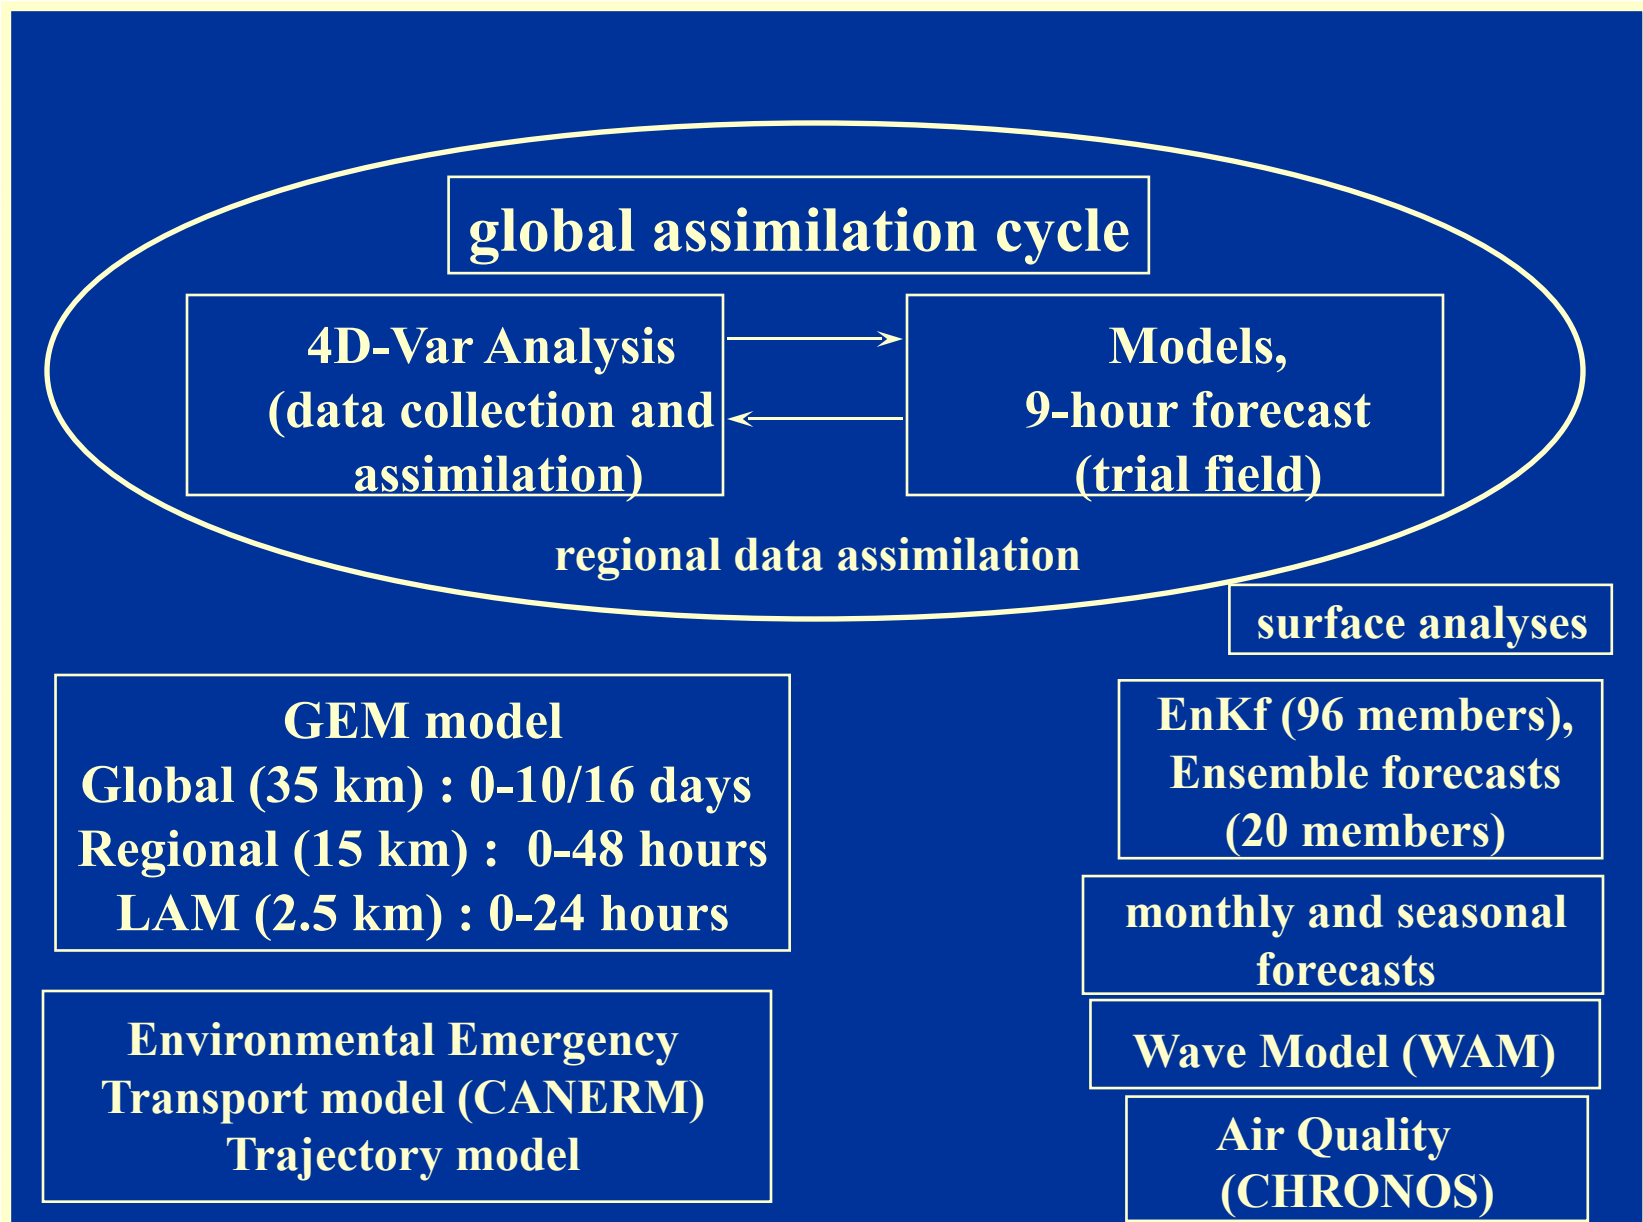 global assimilation cycle
4D-Var Analysis
(data collection and
assimilation)
Models,
9-hour forecast
(trial field)
regional data assimilation
surface analyses
GEM model
Global (35 km) : 0-10/16 days
Regional (15 km) : 0-48 hours
LAM (2.5 km) : 0-24 hours
EnKf (96 members),
Ensemble forecasts
(20 members)
monthly and seasonal
forecasts
Environmental Emergency
Transport model (CANERM)
Trajectory model
Wave Model (WAM)
Air Quality
(CHRONOS)